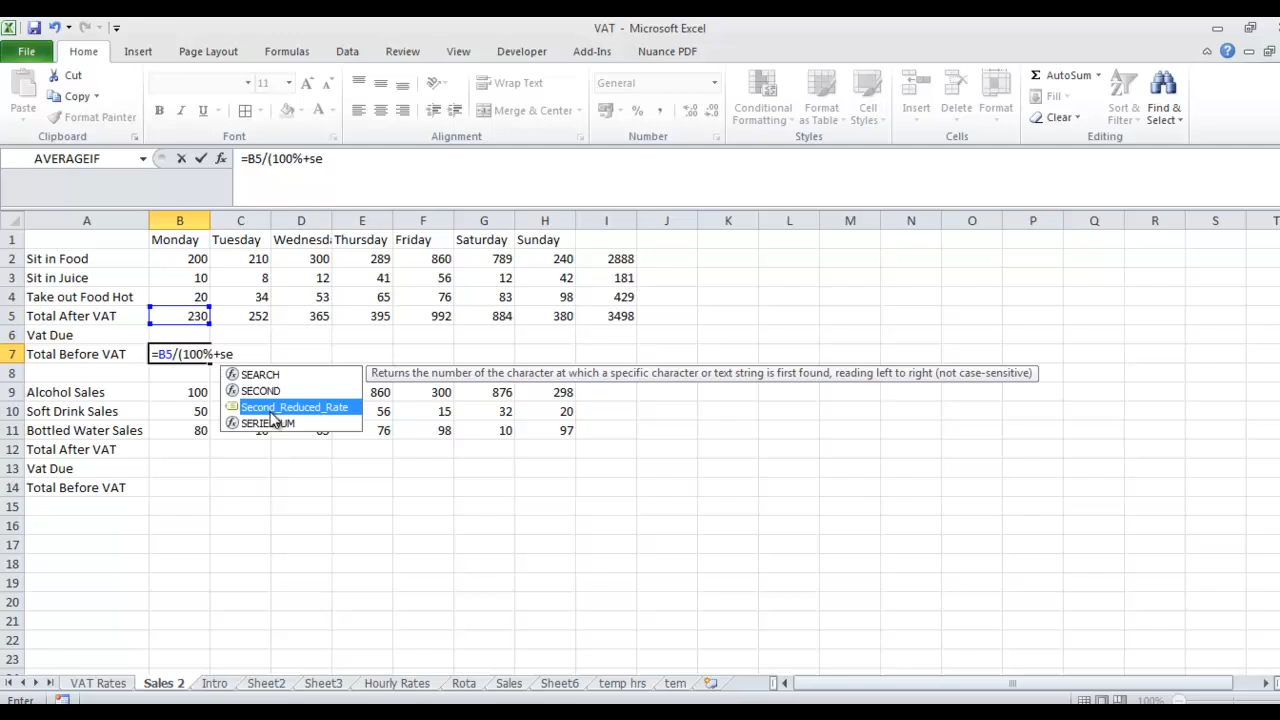 VAT - Microsoft Excel
File Home Insert Page Layout Formulas Data Review View Developer Add-Ins Nuance PDF
Paste Cut Copy Format Painter
11 Wrap Text Merge & Center
General
Conditional Formatting Format as Table Cell Styles
Insert Delete Format
AutoSum Fill Clear Sort & Filter Find & Select
Clipboard Font Alignment Number Styles Cells Editing
AVERAGEIF =B5/(100%+se
A B C D E F G H I J K L M N O P Q R S T
1 Monday Tuesday Wednesda Thursday Friday Saturday Sunday
2 Sit in Food 200 210 300 289 860 789 240 2888
3 Sit in Juice 10 8 12 41 56 12 42 181
4 Take out Food Hot 20 34 53 65 76 83 98 429
5 Total After VAT 230 252 365 395 992 884 380 3498
6 Vat Due
7 Total Before VAT =B5/(100%+se
8 SEARCH Returns the number of the character at which a specific character or text string is first found, reading left to right (not case-sensitive)
SECOND
Second_Reduced_Rate
9 Alcohol Sales 100 860 300 876 298
10 Soft Drink Sales 50 56 15 32 20
11 Bottled Water Sales 80 76 98 10 97
12 Total After VAT
13 Vat Due
14 Total Before VAT
15
16
17
18
19
20
21
22
23
VAT Rates Sales 2 Intro Sheet2 Sheet3 Hourly Rates Rota Sales Sheet6 temp hrs tem
Enter 100%